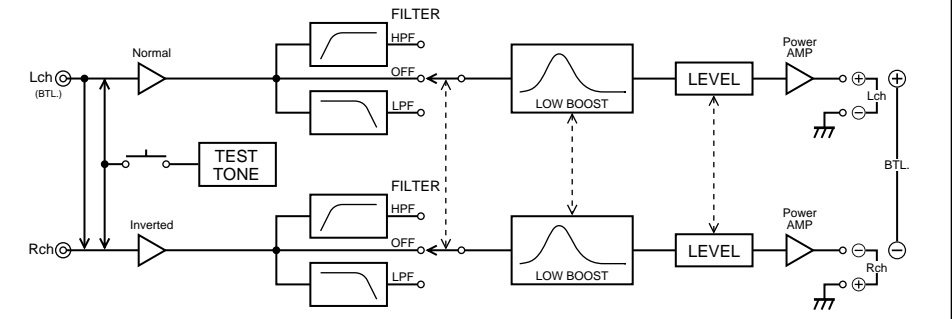 FILTER
HPF
Normal
Lch
(BTL.)
OFF
LPF
LOW BOOST
LEVEL
Power
AMP
+
Lch
−
+
TEST
TONE
BTL.
FILTER
HPF
Inverted
Rch
OFF
LPF
LOW BOOST
LEVEL
Power
AMP
−
Rch
+
−